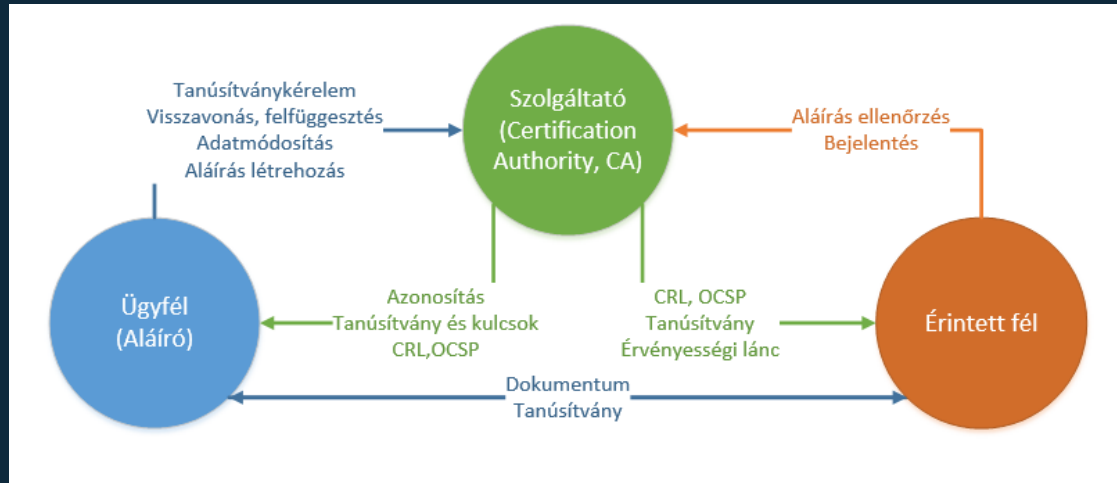 Tanúsítványkérelem
Visszavonás, felfüggesztés
Adatmódosítás
Aláírás létrehozás
Szolgáltató
(Certification
Authority, CA)
Aláírás ellenőrzés
Bejelentés
Ügyfél
(Aláíró)
Azonosítás
Tanúsítvány és kulcsok
CRL,OCSP
CRL, OCSP
Tanúsítvány
Érvényességi lánc
Érintett fél
Dokumentum
Tanúsítvány